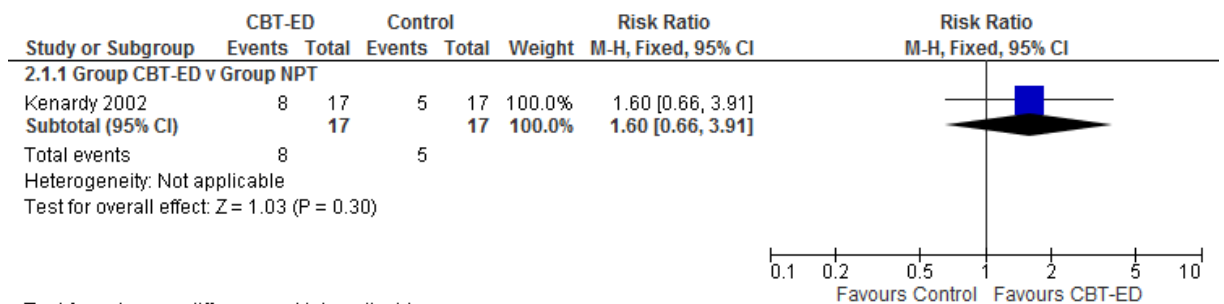 CBT-ED Control Risk Ratio Risk Ratio
Study or Subgroup Events Total Events Total Weight M-H, Fixed, 95% CI M-H, Fixed, 95% CI
2.1.1 Group CBT-ED v Group NPT
Kenardy 2002 8 17 5 17 100.0% 1.60 [0.66, 3.91]
Subtotal (95% CI) 17 17 100.0% 1.60 [0.66, 3.91]
Total events 8 5
Heterogeneity: Not applicable
Test for overall effect: Z = 1.03 (P = 0.30)
0.1 0.2 0.5 1 2 5 10
Favours Control Favours CBT-ED